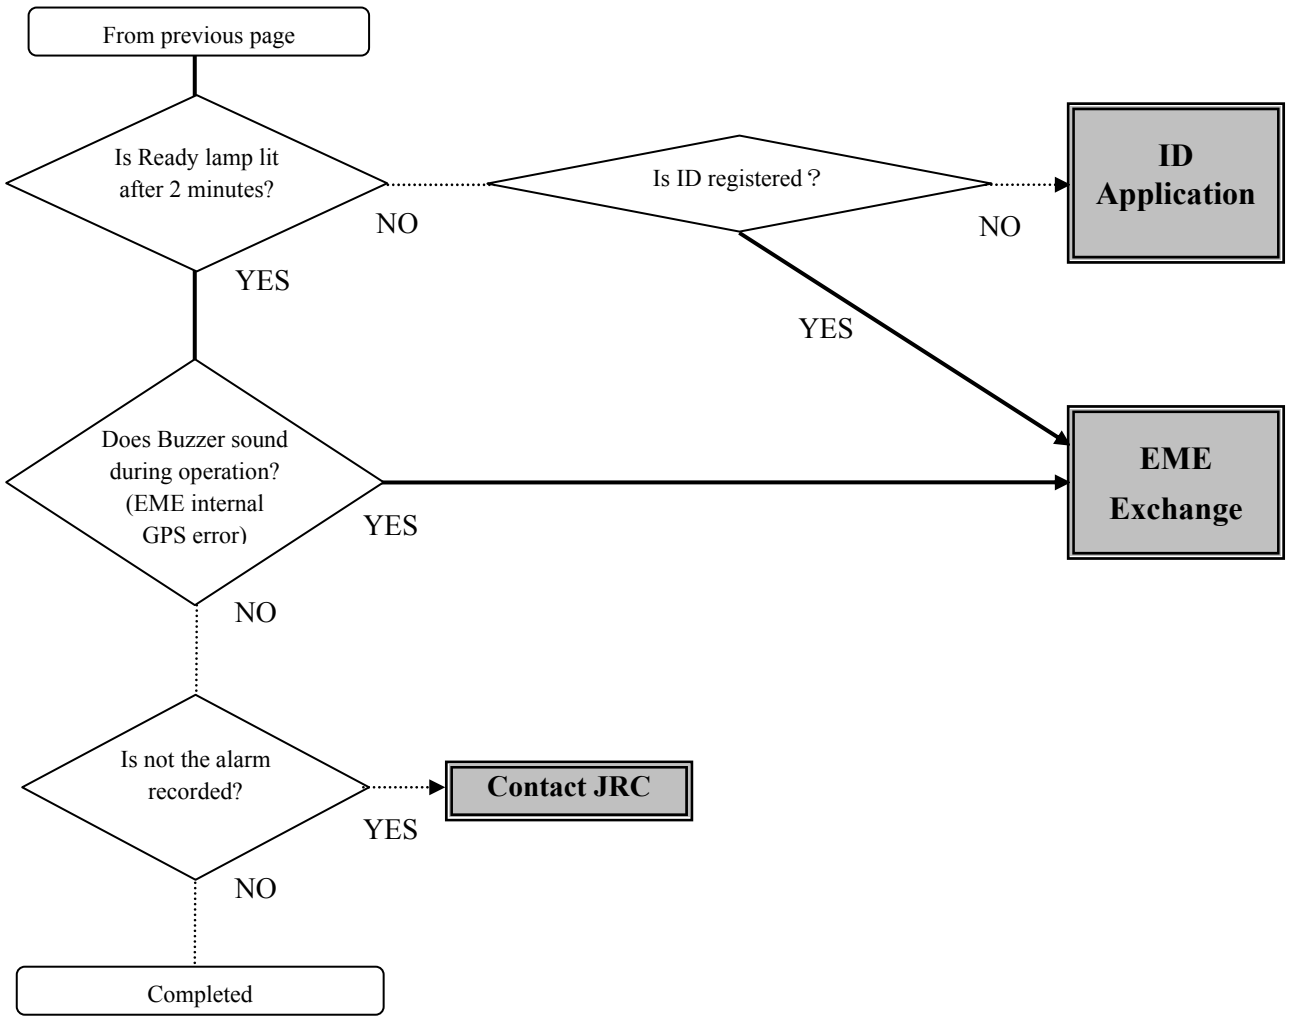 From previous page
Is Ready lamp lit
after 2 minutes?
NO
YES
Is ID registered ?
NO
YES
ID
Application
Does Buzzer sound
during operation?
(EME internal
GPS error)
YES
NO
EME
Exchange
Is not the alarm
recorded?
YES
NO
Contact JRC
Completed